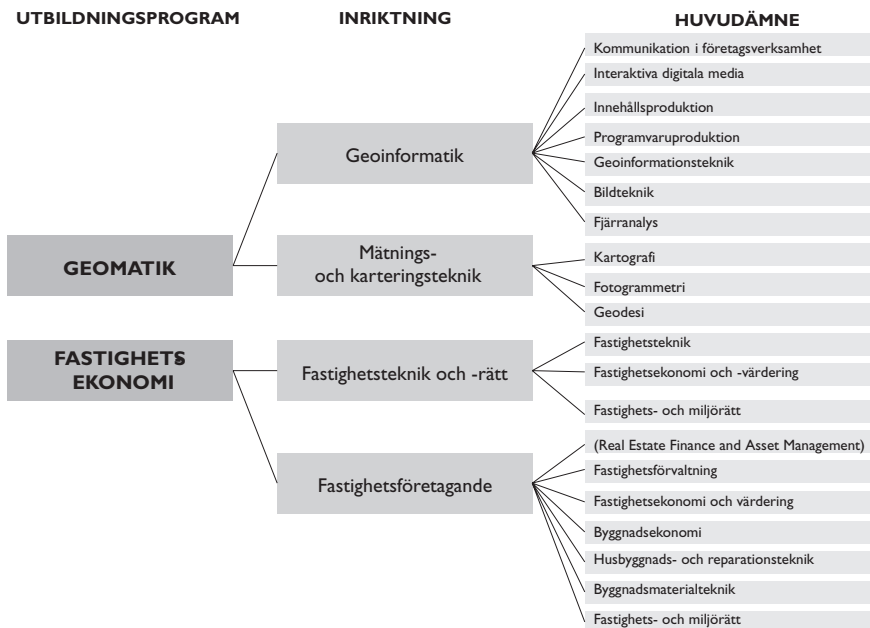 UTBILDNINGSPROGRAM
INRIKTNING
HUVUDÄMNE
GEOMATIK
Geoinformatik
Kommunikation i företagsverksamhet
Interaktiva digitala media
Innehållsproduktion
Programvaruproduktion
Geoinformationsteknik
Bildteknik
Fjärranalys
Mätnings-
och karteringsteknik
Kartografi
Fotogrammetri
Geodesi
FASTIGHETS-
EKONOMI
Fastighetsteknik och -rätt
Fastighetsteknik
Fastighetsekonomi och -värdering
Fastighets- och miljörätt
Fastighetsföretagande
(Real Estate Finance and Asset Management)
Fastighetsförvaltning
Fastighetsekonomi och värdering
Byggnadsekonomi
Husbyggnads- och reparationsteknik
Byggnadsmaterialteknik
Fastighets- och miljörätt